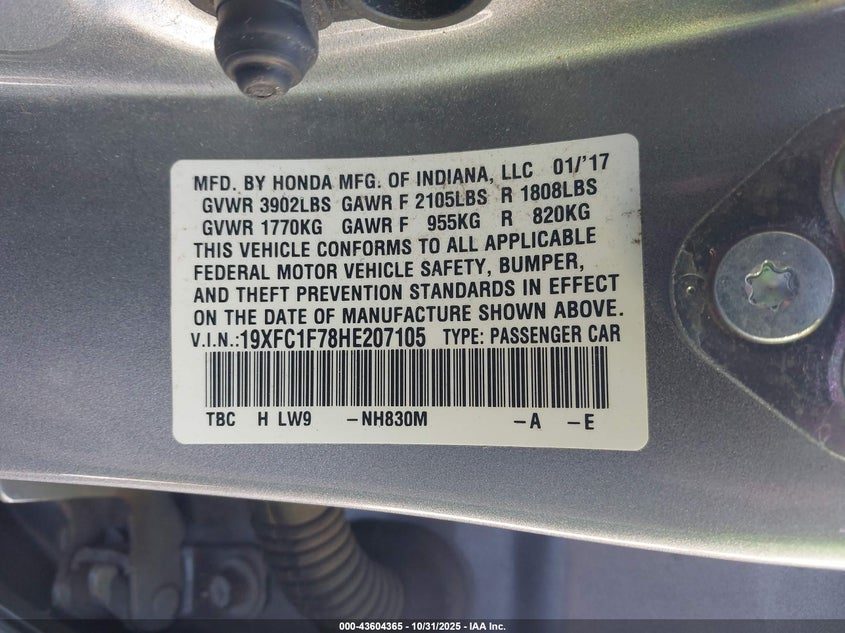 MFD. BY HONDA MFG. OF INDIANA, LLC 01/'17
GVWR 3902LBS GAWR F 2105LBS R 1808LBS
GVWR 1770KG GAWR F 955KG R 820KG
THIS VEHICLE CONFORMS TO ALL APPLICABLE
FEDERAL MOTOR VEHICLE SAFETY, BUMPER,
AND THEFT PREVENTION STANDARDS IN EFFECT
ON THE DATE OF MANUFACTURE SHOWN ABOVE.
V.I.N.:19XFC1F78HE207105 TYPE: PASSENGER CAR
TBC H LW9 -NH830M -A -E
000-43604365 - 10/31/2025 - IAA Inc.